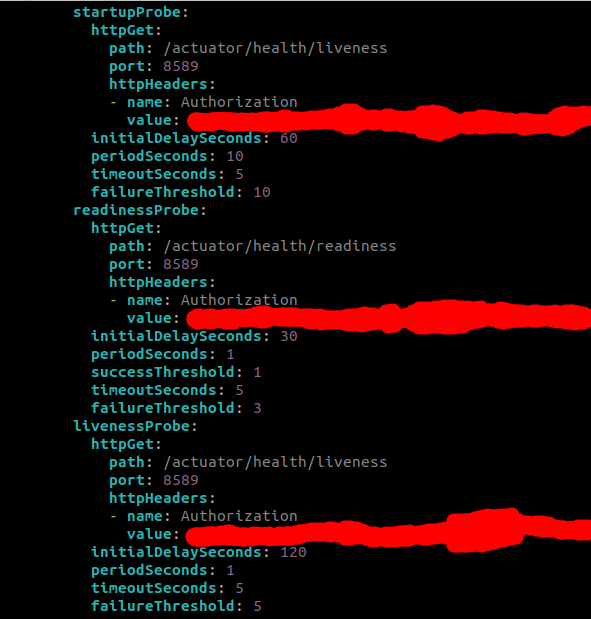 startupProbe:
httpGet:
path: /actuator/health/liveness
port: 8589
httpHeaders:
- name: Authorization
value:
initialDelaySeconds: 60
periodSeconds: 10
timeoutSeconds: 5
failureThreshold: 10
readinessProbe:
httpGet:
path: /actuator/health/readiness
port: 8589
httpHeaders:
- name: Authorization
value:
initialDelaySeconds: 30
periodSeconds: 1
successThreshold: 1
timeoutSeconds: 5
failureThreshold: 3
livenessProbe:
httpGet:
path: /actuator/health/liveness
port: 8589
httpHeaders:
- name: Authorization
value:
initialDelaySeconds: 120
periodSeconds: 1
timeoutSeconds: 5
failureThreshold: 5